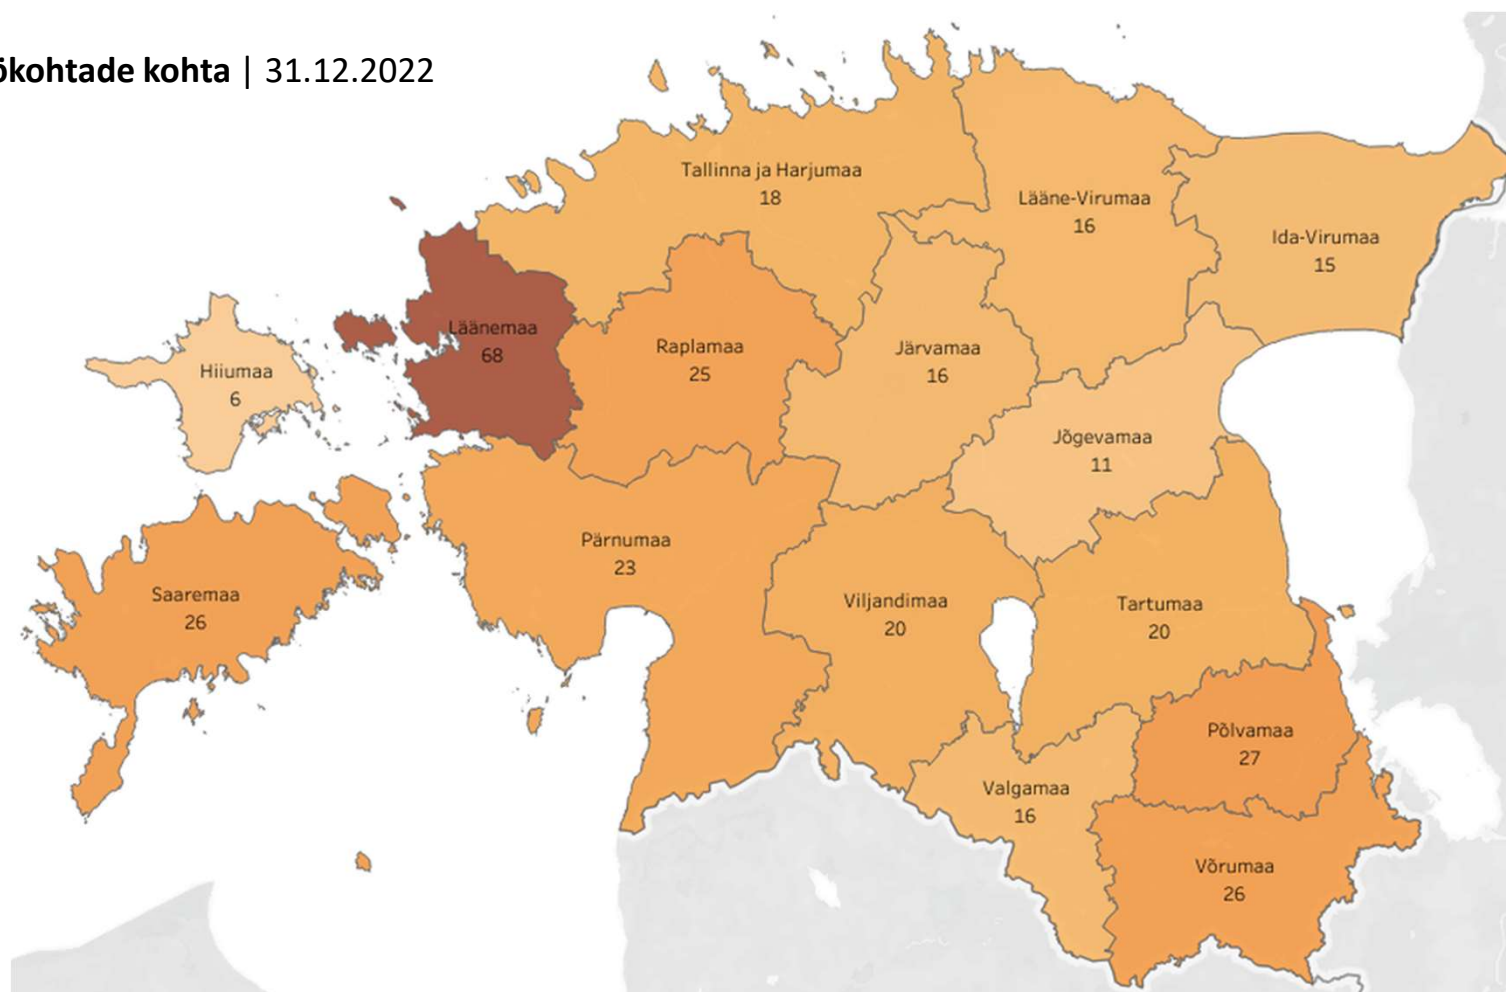 ökohtade kohta | 31.12.2022
Tallinna ja Harjumaa
18
Lääne-Virumaa
16
Ida-Virumaa
15
Läänemaa
68
Raplamaa
25
Järvamaa
16
Hiiumaa
6
Jõgevamaa
11
Pärnumaa
23
Saaremaa
26
Viljandimaa
20
Tartumaa
20
Põlvamaa
27
Valgamaa
16
Võrumaa
26